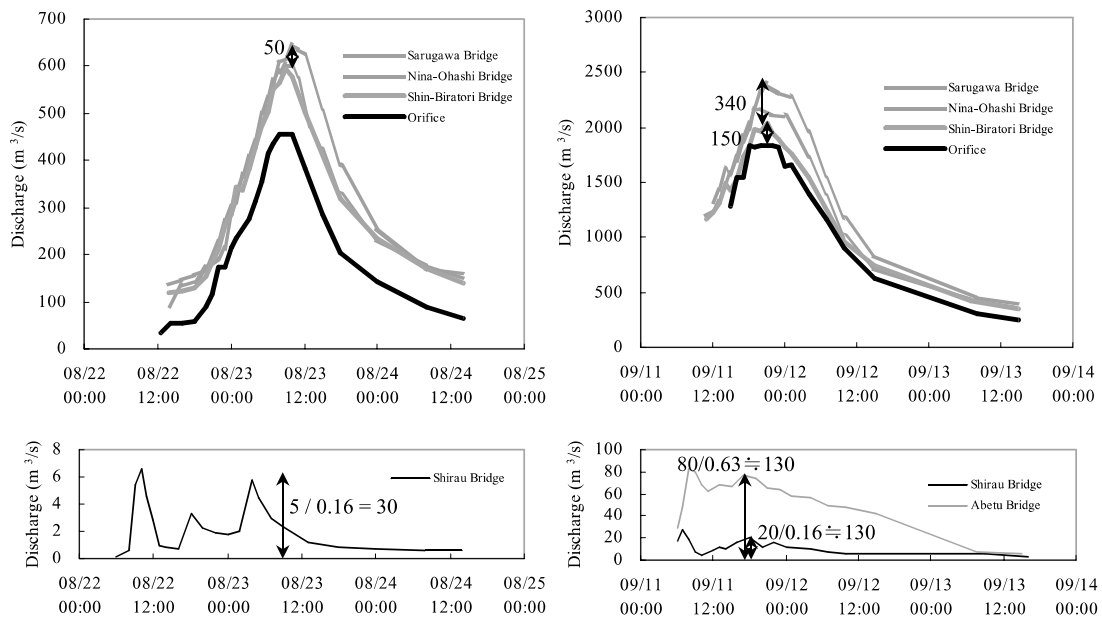 700
600
500
400
300
200
100
0
Discharge (m ³/s)
50
Sarugawa Bridge
Nina-Ohashi Bridge
Shin-Biratori Bridge
Orifice
08/22 08/22 08/23 08/23 08/24 08/24 08/25
00:00 12:00 00:00 12:00 00:00 12:00 00:00
3000
2500
2000
1500
1000
500
0
Discharge (m ³/s)
340
150
Sarugawa Bridge
Nina-Ohashi Bridge
Shin-Biratori Bridge
Orifice
09/11 09/11 09/12 09/12 09/13 09/13 09/14
00:00 12:00 00:00 12:00 00:00 12:00 00:00
8
6
4
2
0
Discharge (m ³/s)
Shirau Bridge
5 / 0.16 = 30
08/22 08/22 08/23 08/23 08/24 08/24 08/25
00:00 12:00 00:00 12:00 00:00 12:00 00:00
100
80
60
40
20
0
Discharge (m ³/s)
80/0.63≒130
Shirau Bridge
Abetu Bridge
20/0.16≒130
09/11 09/11 09/12 09/12 09/13 09/13 09/14
00:00 12:00 00:00 12:00 00:00 12:00 00:00